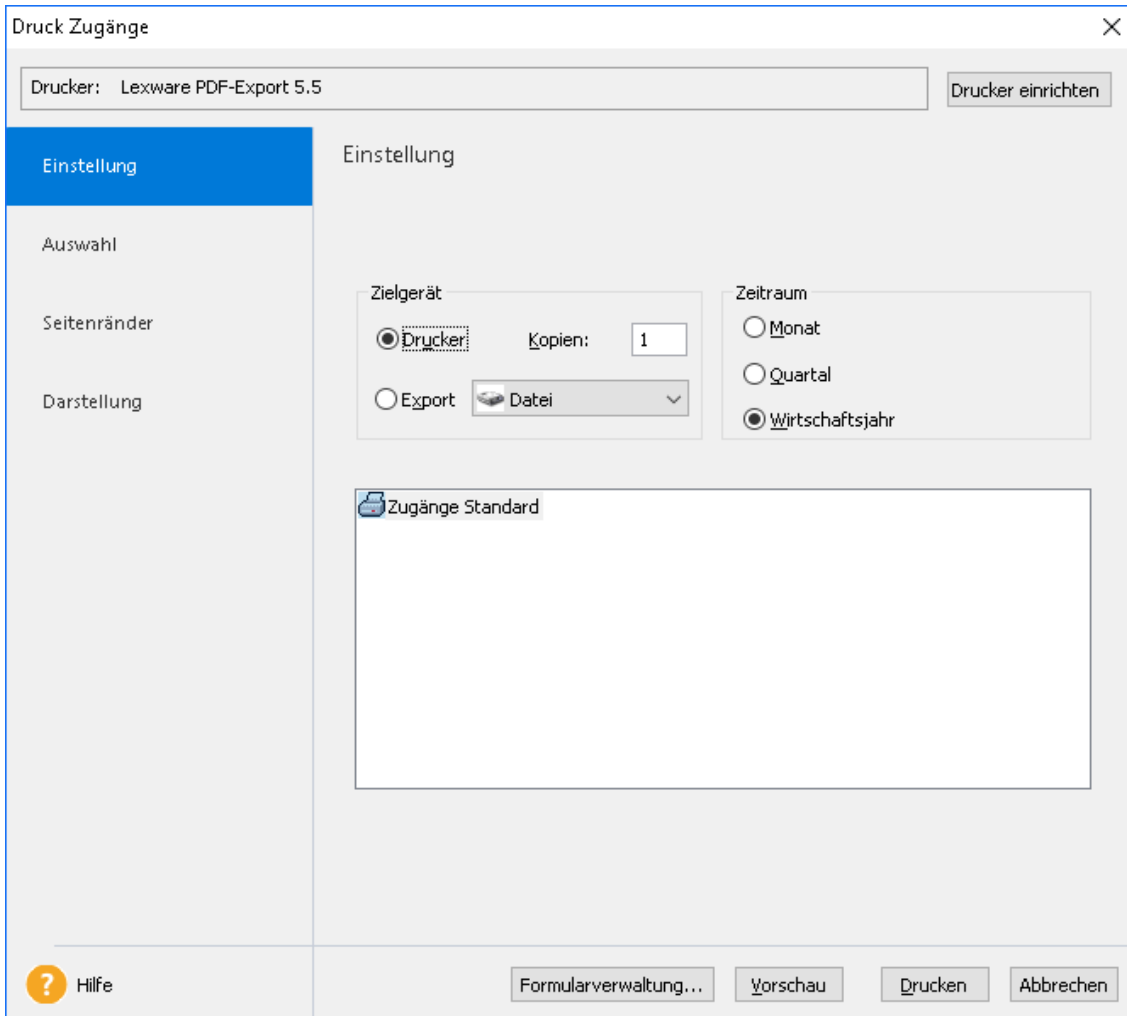 Druck Zugänge
Drucker: Lexware PDF-Export 5.5
Drucker einrichten
Einstellung
Auswahl
Seitenränder
Darstellung
Einstellung
Zielgerät
Drucker Kopien: 1
Export Datei
Zeitraum
Monat
Quartal
Wirtschaftsjahr
Zugänge Standard
? Hilfe
Formularverwaltung... Vorschau Drucken Abbrechen